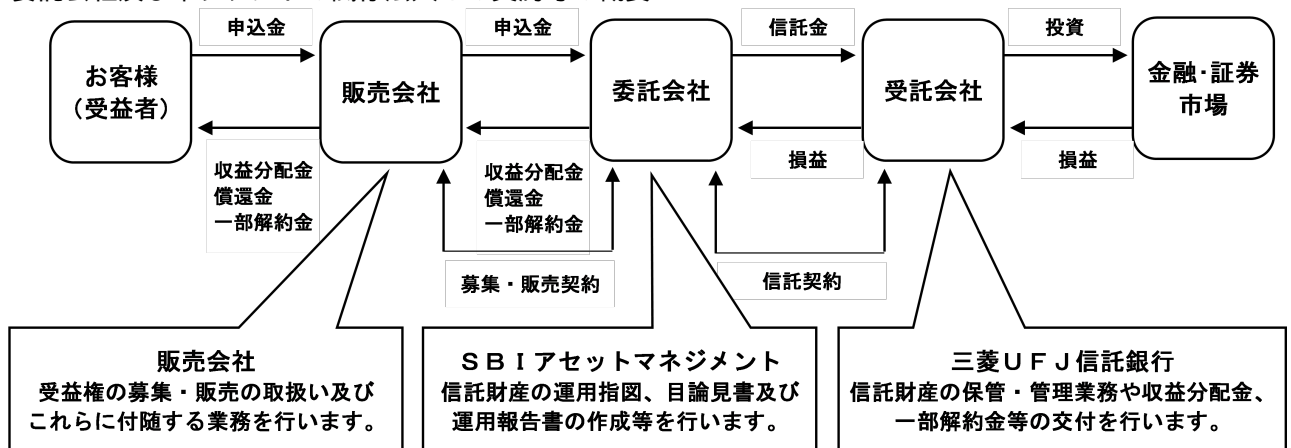 申込金
申込金
信託金
投資
お客様
（受益者）
販売会社
委託会社
受託会社
金融・証券
市場
収益分配金
償還金
一部解約金
収益分配金
償還金
一部解約金
損益
損益
募集・販売契約
信託契約
販売会社
受益権の募集・販売の取扱い及び
これらに付随する業務を行います。
ＳＢＩアセットマネジメント
信託財産の運用指図、目論見書及び
運用報告書の作成等を行います。
三菱ＵＦＪ信託銀行
信託財産の保管・管理業務や収益分配金、
一部解約金等の交付を行います。